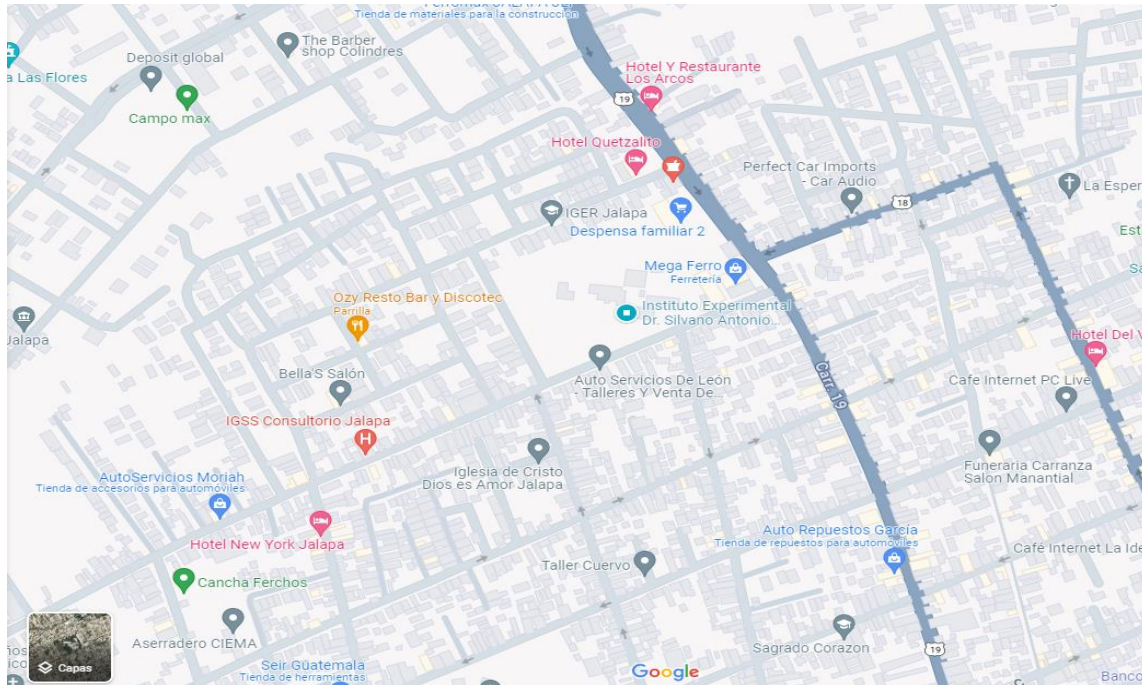 Tienda de materiales para la construcción
The Barber
shop Colindres
Deposit global
a Las Flores
Campo max
Hotel Y Restaurante
Los Arcos
19
Hotel Quetzalito
Perfect Car Imports
- Car Audio
La Esper
18
IGER Jalapa
Despensa familiar 2
Est
Mega Ferro
Ferretería
Ozy Resto Bar y Discotec
Parrilla
Instituto Experimental
Dr. Silvano Antonio...
Jalapa
Hotel Del V
Bella'S Salón
Auto Servicios De León
- Talleres Y Venta De...
Carr. 19
Cafe Internet PC Live
IGSS Consultorio Jalapa
H
Iglesia de Cristo
Dios es Amor Jalapa
Funeraria Carranza
Salon Manantial
AutoServicios Moriah
Tienda de accesorios para automóviles
Hotel New York Jalapa
Auto Repuestos García
Tienda de repuestos para automóviles
Café Internet La Ide
Taller Cuervo
Cancha Ferchos
Aserradero CIEMA
Sagrado Corazon
19
Capas
Seir Guatemala
Tienda de herramientas
Google
Banco